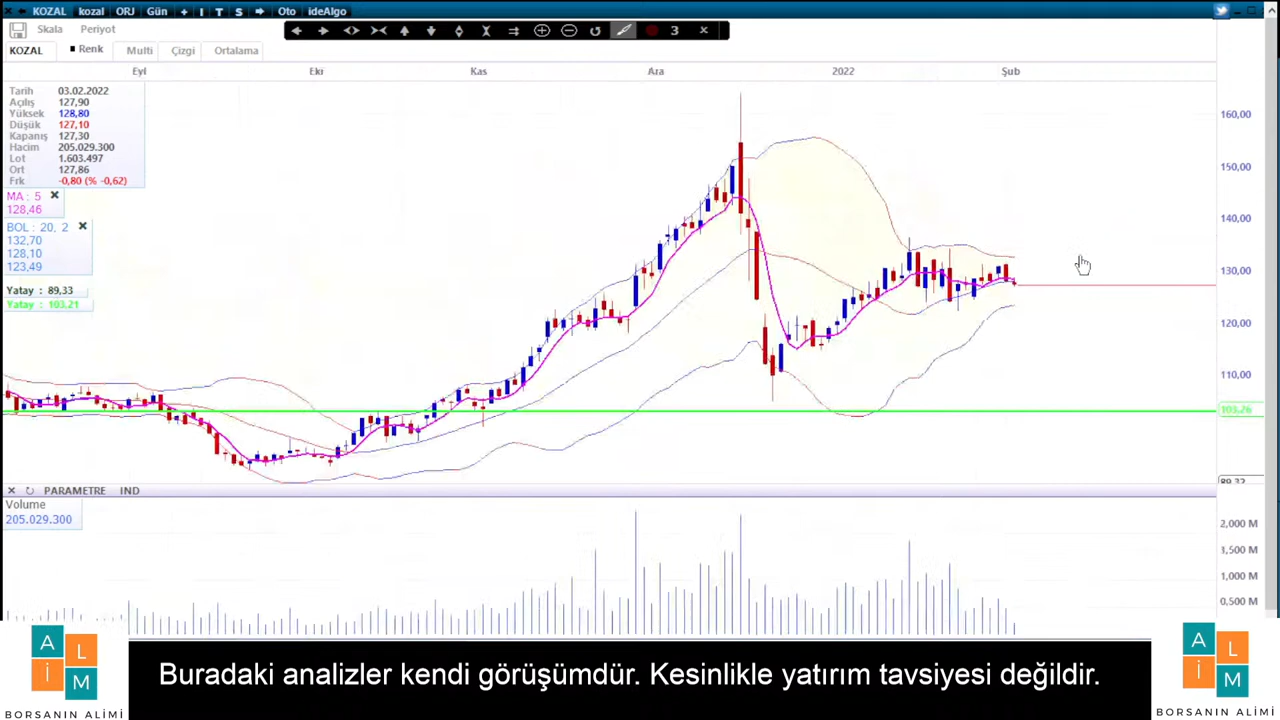 KOZAL kozal ORJ Gün + I T S Oto ideAlgo
Skala Periyot
3
KOZAL Renk Multi Çizgi Ortalama
Eyl Eki Kas Ara 2022 Şub
Tarih 03.02.2022
Açılış 127,90
Yüksek 128,80
Düşük 127,10
Kapanış 127,30
Hacim 205.029.300
Lot 1.603.497
Ort 127,86
Frk -0,80 (% -0,62)
MA : 5
128,46
BOL : 20, 2
132,70
128,10
123,49
Yatay : 89,33
Yatay : 103,21
160,00
150,00
140,00
130,00
120,00
110,00
103,26
89,32
PARAMETRE IND
Volume
205.029.300
2,000 M
1,500 M
1,000 M
0,500 M
A L İ M
BORSANIN ALİMİ
Buradaki analizler kendi görüşümdür. Kesinlikle yatırım tavsiyesi değildir.
A L İ M
BORSANIN ALİMİ